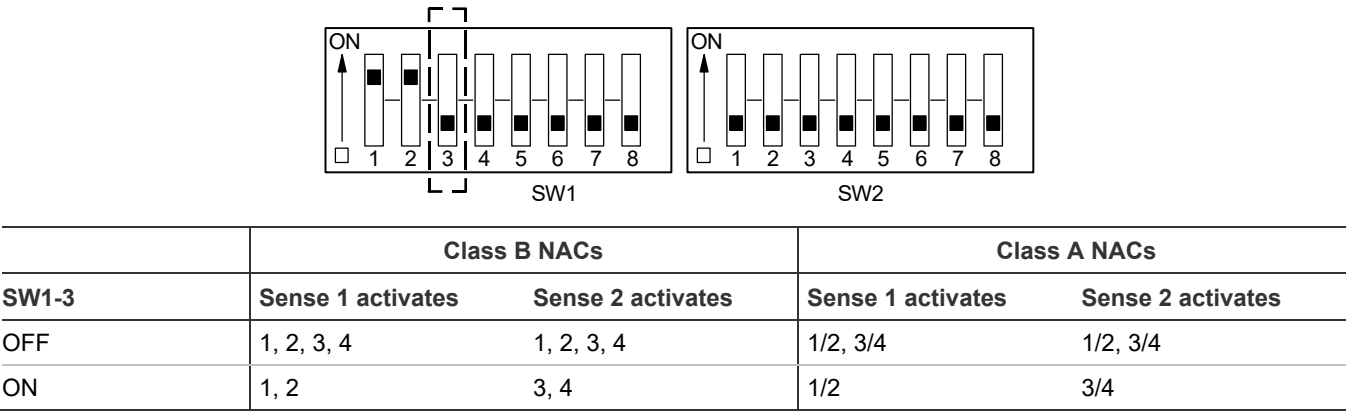 ON ON
1 2 3 4 5 6 7 8 1 2 3 4 5 6 7 8
SW1 SW2
Class B NACs Class A NACs
SW1-3 Sense 1 activates Sense 2 activates Sense 1 activates Sense 2 activates
OFF 1, 2, 3, 4 1, 2, 3, 4 1/2, 3/4 1/2, 3/4
ON 1, 2 3, 4 1/2 3/4